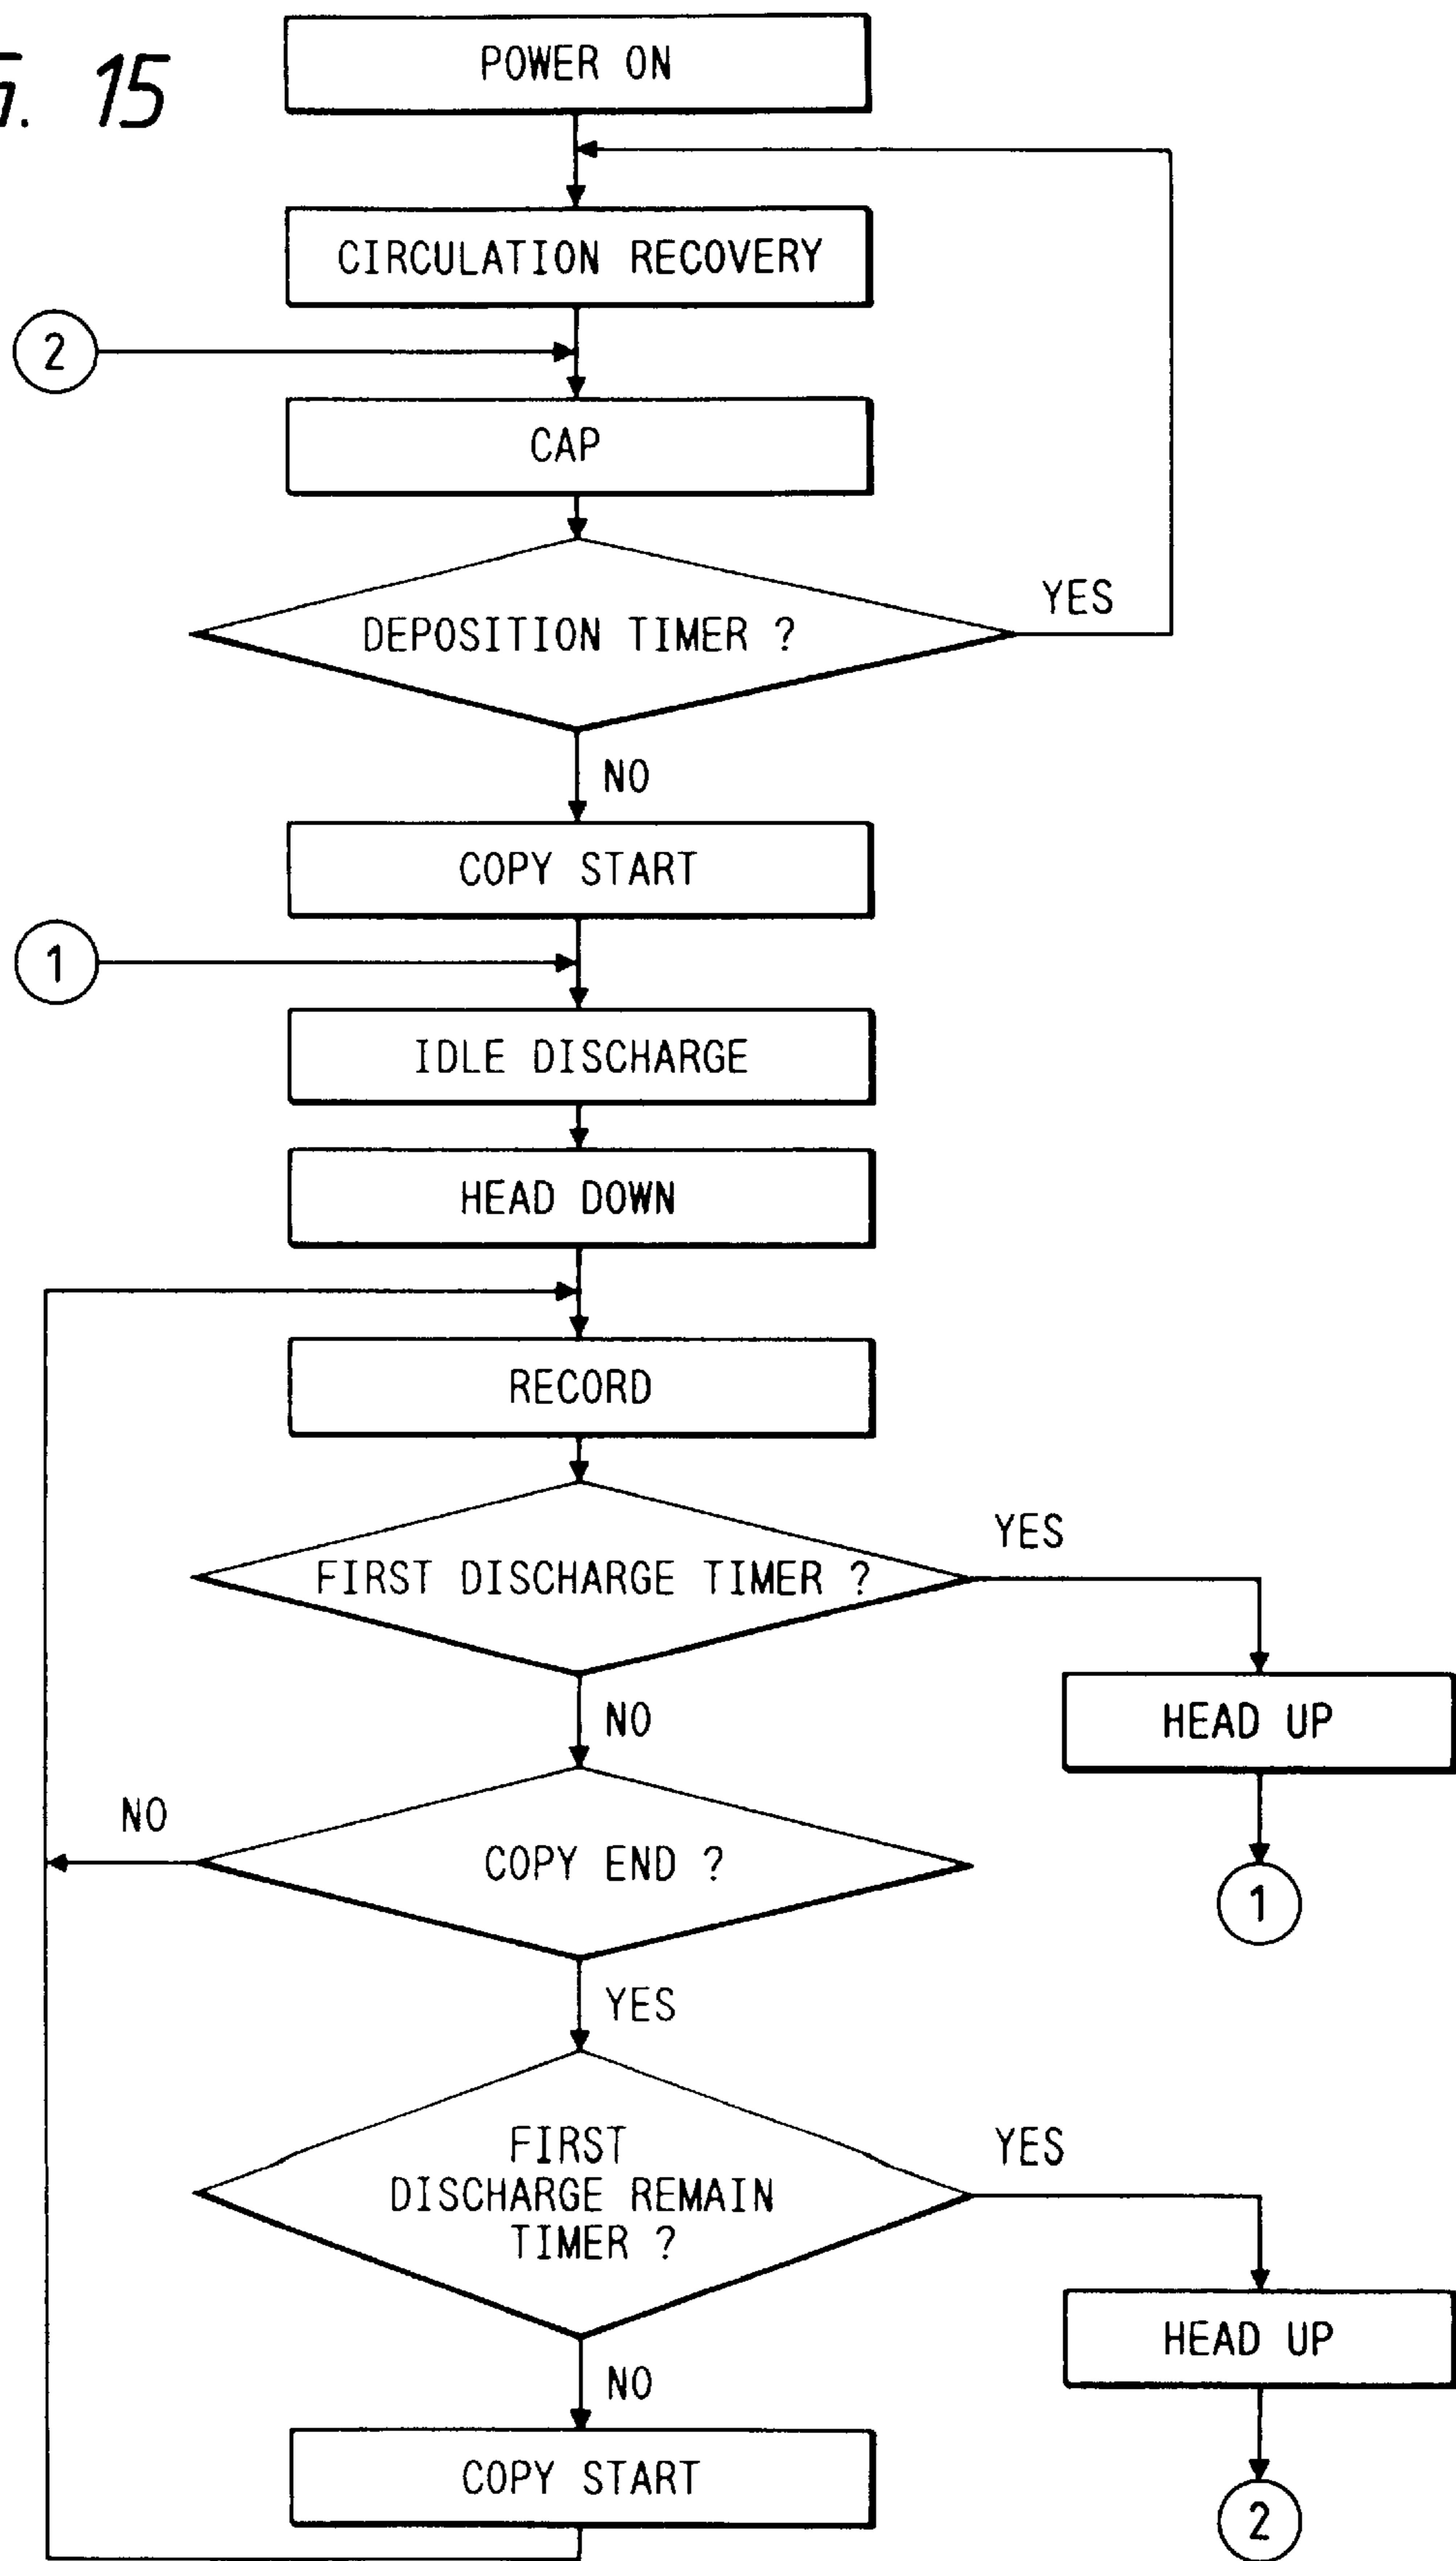 G. 15
POWER ON
CIRCULATION RECOVERY
2
CAP
DEPOSITION TIMER ?
YES
NO
COPY START
1
IDLE DISCHARGE
HEAD DOWN
RECORD
FIRST DISCHARGE TIMER ?
YES
NO
HEAD UP
1
COPY END ?
NO
YES
FIRST
DISCHARGE REMAIN
TIMER ?
YES
NO
HEAD UP
2
COPY START